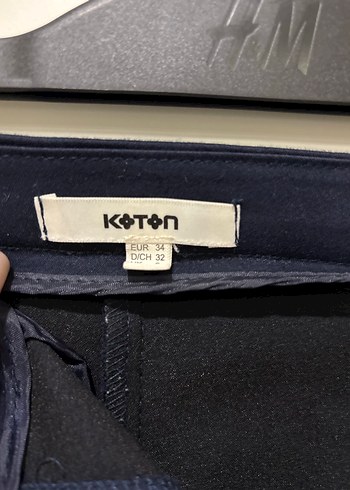 H&M
KOTON
EUR 34
D/CH 32